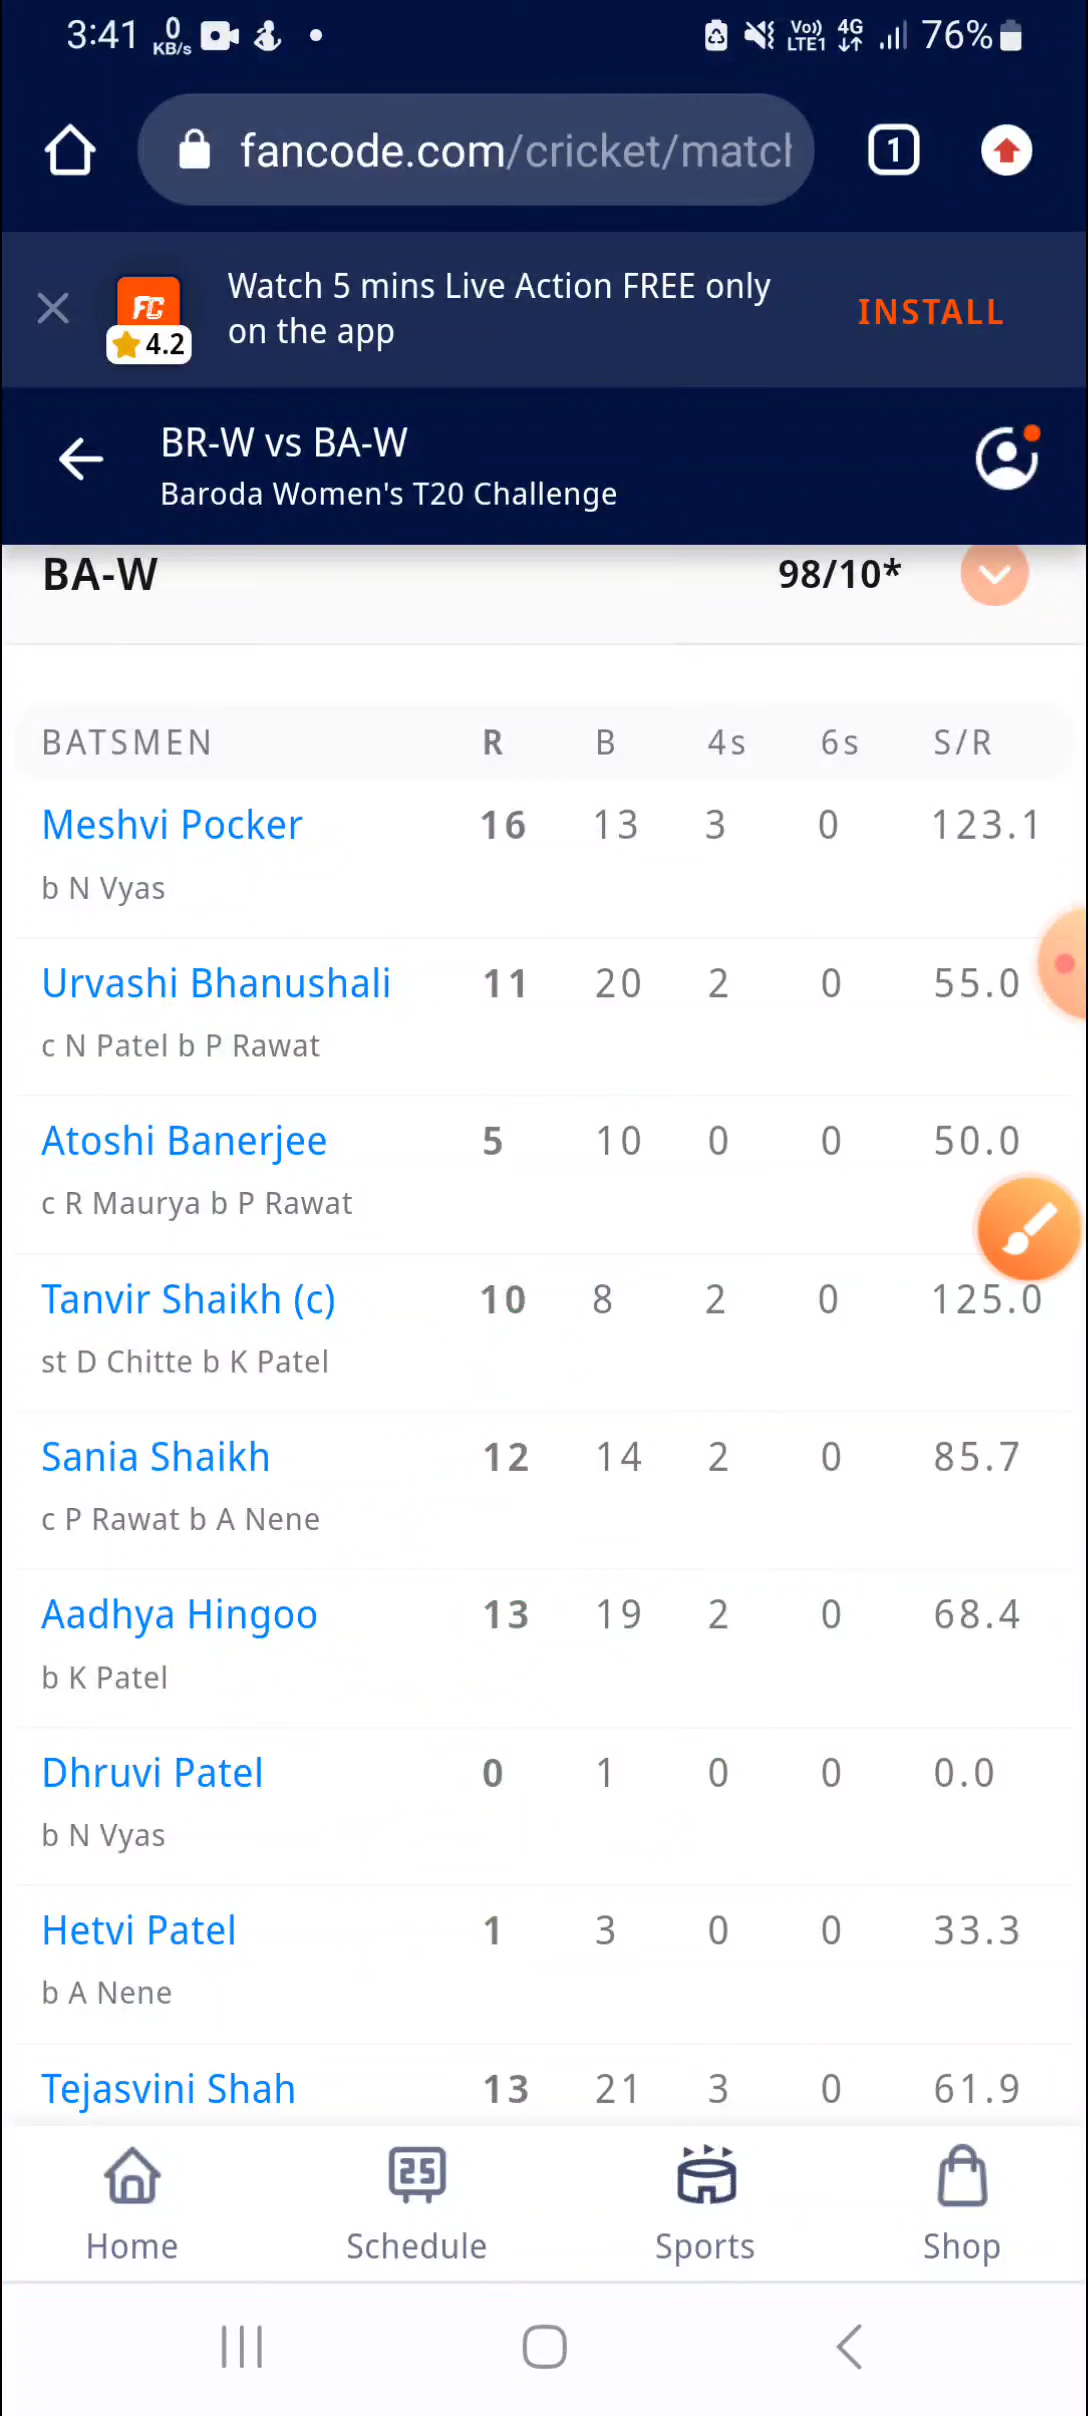 3:41 0 KB/s Vo)) LTE1 4G 76%
fancode.com/cricket/matc
1
Watch 5 mins Live Action FREE only
on the app
INSTALL
FC
4.2
BR-W vs BA-W
Baroda Women's T20 Challenge
BA-W 98/10*
BATSMEN R B 4s 6s S/R
Meshvi Pocker 16 13 3 0 123.1
b N Vyas
Urvashi Bhanushali 11 20 2 0 55.0
c N Patel b P Rawat
Atoshi Banerjee 5 10 0 0 50.0
c R Maurya b P Rawat
Tanvir Shaikh (c) 10 8 2 0 125.0
st D Chitte b K Patel
Sania Shaikh 12 14 2 0 85.7
c P Rawat b A Nene
Aadhya Hingoo 13 19 2 0 68.4
b K Patel
Dhruvi Patel 0 1 0 0 0.0
b N Vyas
Hetvi Patel 1 3 0 0 33.3
b A Nene
Tejasvini Shah 13 21 3 0 61.9
25
Home Schedule Sports Shop